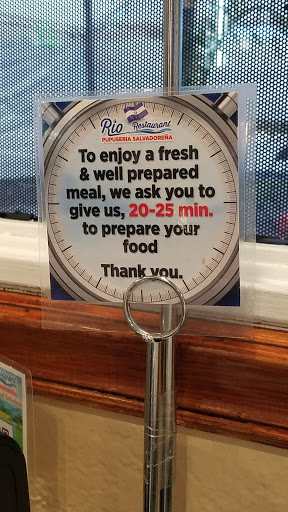 Rio Restaurant
PUPUSERIA SALVADOREÑA
To enjoy a fresh
& well prepared
meal, we ask you to
give us, 20-25 min.
to prepare your
food
Thank you.